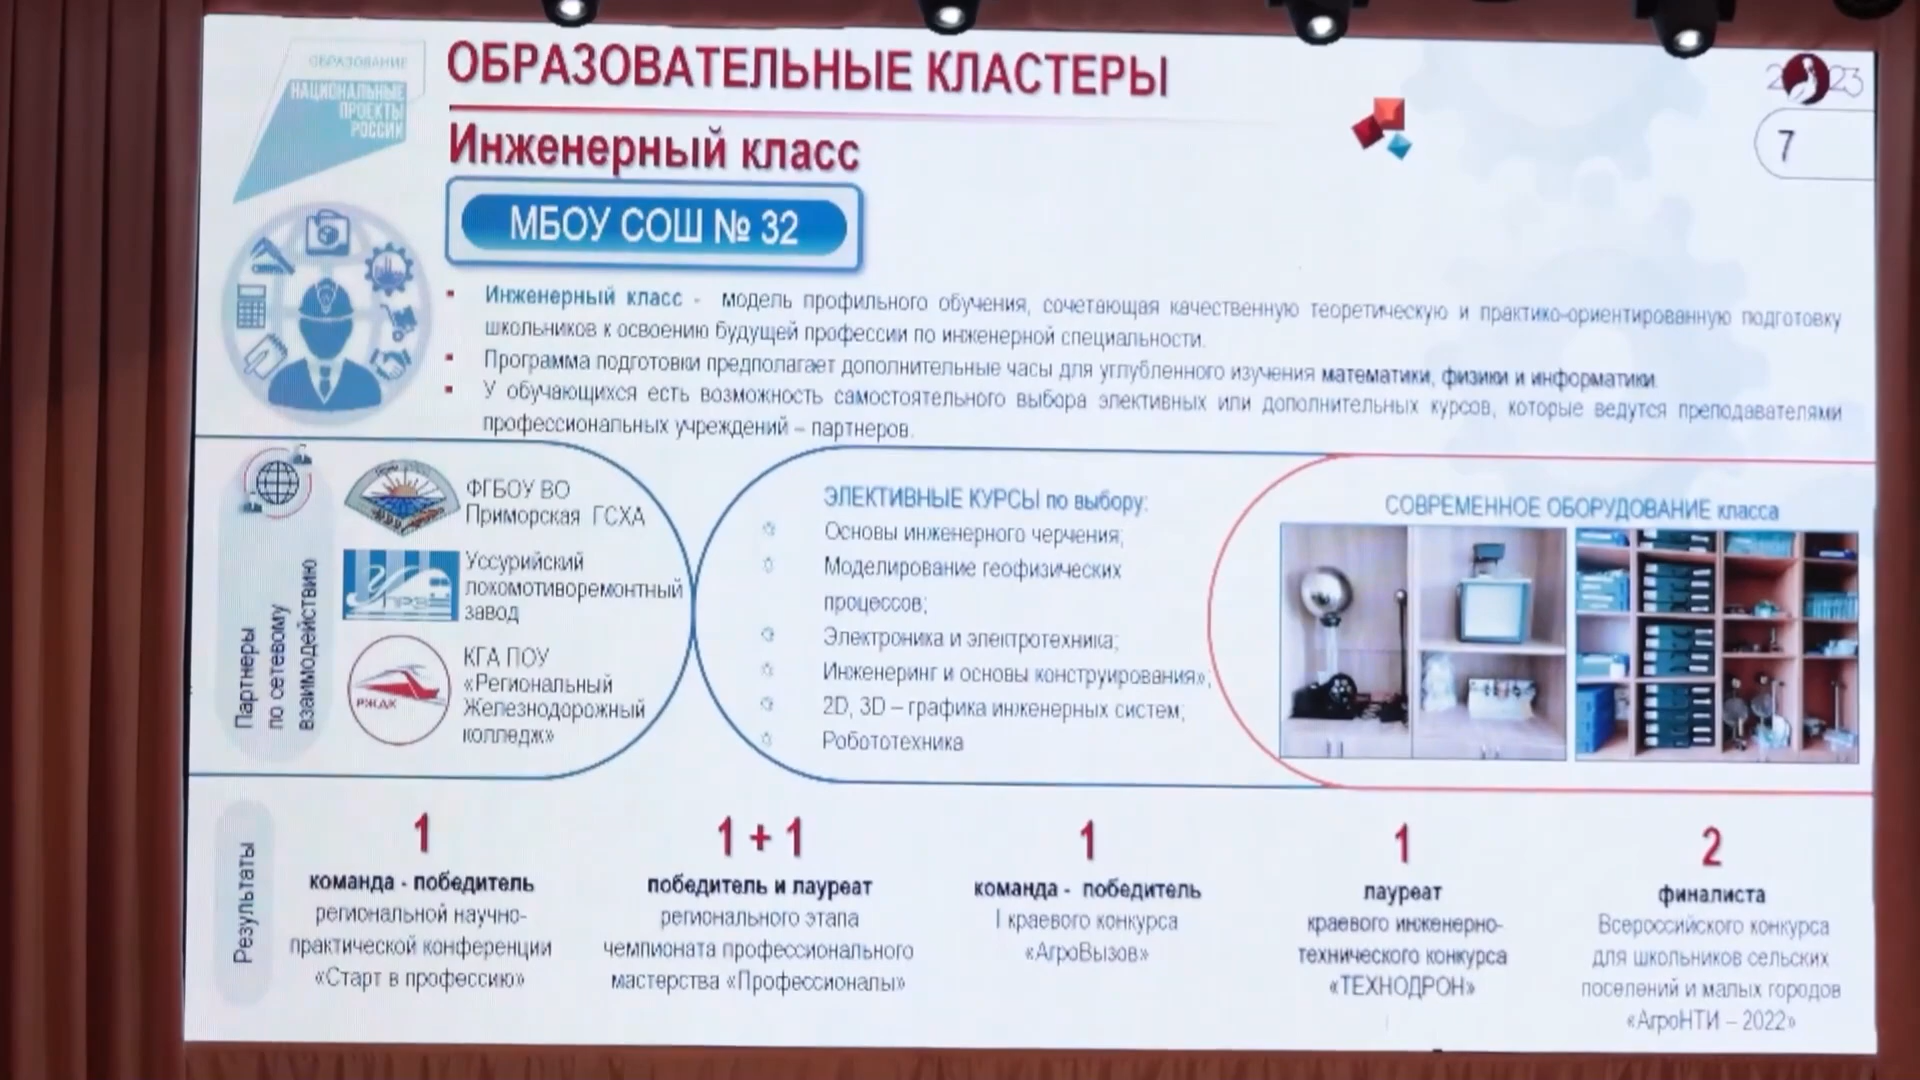 ОБРАЗОВАНИЕ
НАЦИОНАЛЬНЫЕ
ПРОЕКТЫ
РОССИИ
ОБРАЗОВАТЕЛЬНЫЕ КЛАСТЕРЫ
2 23
7
Инженерный класс
МБОУ СОШ № 32
Инженерный класс - модель профильного обучения, сочетающая качественную теоретическую и практико-ориентированную подготовку
школьников к освоению будущей профессии по инженерной специальности.
Программа подготовки предполагает дополнительные часы для углубленного изучения математики, физики и информатики.
У обучающихся есть возможность самостоятельного выбора элективных или дополнительных курсов, которые ведутся преподавателями
профессиональных учреждений – партнеров.
Партнеры
по сетевому
взаимодействию
ФГБОУ ВО
Приморская ГСХА
Уссурийский
локомотиворемонтный
завод
РЖДК
КГА ПОУ
«Региональный
Железнодорожный
колледж»
ЭЛЕКТИВНЫЕ КУРСЫ по выбору:
Основы инженерного черчения;
Моделирование геофизических
процессов;
Электроника и электротехника;
Инженеринг и основы конструирования»;
2D, 3D – графика инженерных систем;
Робототехника
СОВРЕМЕННОЕ ОБОРУДОВАНИЕ класса
Результаты
1
команда - победитель
региональной научно-
практической конференции
«Старт в профессию»
1 + 1
победитель и лауреат
регионального этапа
чемпионата профессионального
мастерства «Профессионалы»
1
команда - победитель
I краевого конкурса
«АгроВызов»
1
лауреат
краевого инженерно-
технического конкурса
«ТЕХНОДРОН»
2
финалиста
Всероссийского конкурса
для школьников сельских
поселений и малых городов
«АгроНТИ – 2022»